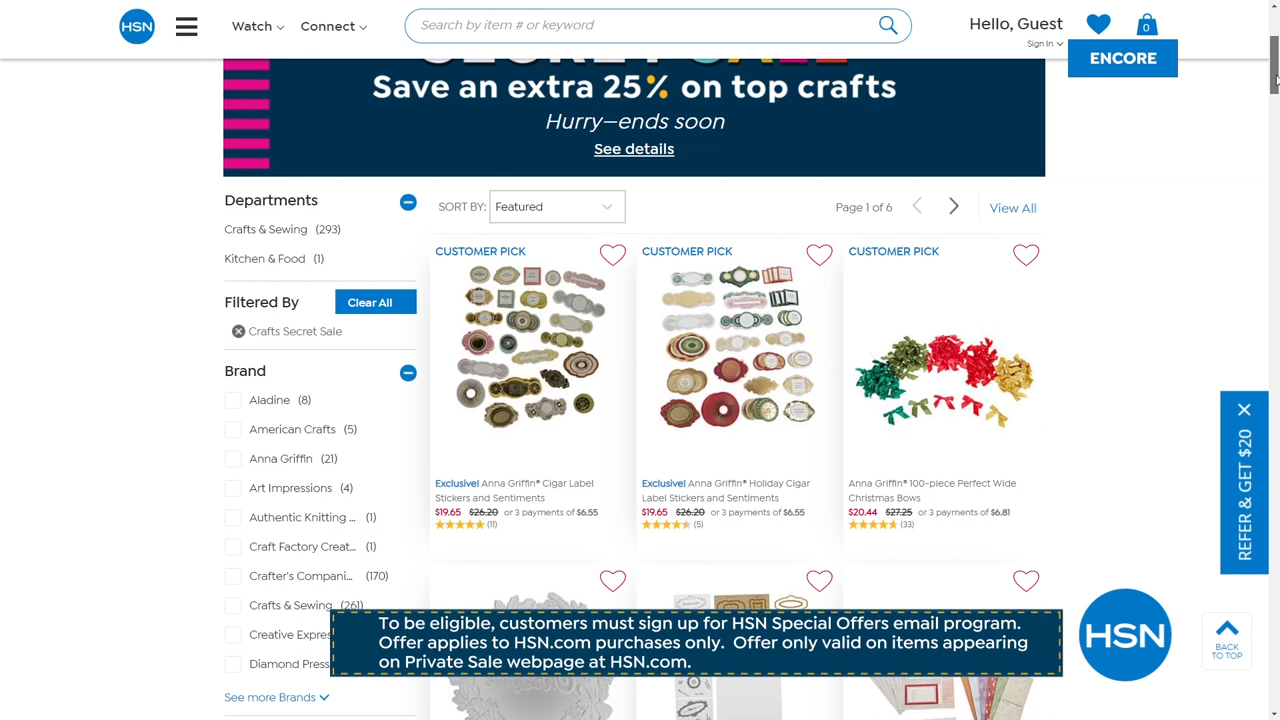 HSN
Watch
Connect
Search by item # or keyword
Hello, Guest
Sign In
0
ENCORE
Save an extra 25% on top crafts
Hurry—ends soon
See details
Departments
Crafts & Sewing (293)
Kitchen & Food (1)
Filtered By
Clear All
Crafts Secret Sale
Brand
Aladine (8)
American Crafts (5)
Anna Griffin (21)
Art Impressions (4)
Authentic Knitting ... (1)
Craft Factory Creat... (1)
Crafter's Compani... (170)
Crafts & Sewing (261)
Creative Expres
Diamond Press
See more Brands
SORT BY: Featured
Page 1 of 6
View All
CUSTOMER PICK
Exclusive! Anna Griffin® Cigar Label
Stickers and Sentiments
$19.65 $26.20 or 3 payments of $6.55
(11)
CUSTOMER PICK
Exclusive! Anna Griffin® Holiday Cigar
Label Stickers and Sentiments
$19.65 $26.20 or 3 payments of $6.55
(5)
CUSTOMER PICK
Anna Griffin® 100-piece Perfect Wide
Christmas Bows
$20.44 $27.25 or 3 payments of $6.81
(33)
REFER & GET $20
To be eligible, customers must sign up for HSN Special Offers email program.
Offer applies to HSN.com purchases only. Offer only valid on items appearing
on Private Sale webpage at HSN.com.
HSN
BACK
TO TOP